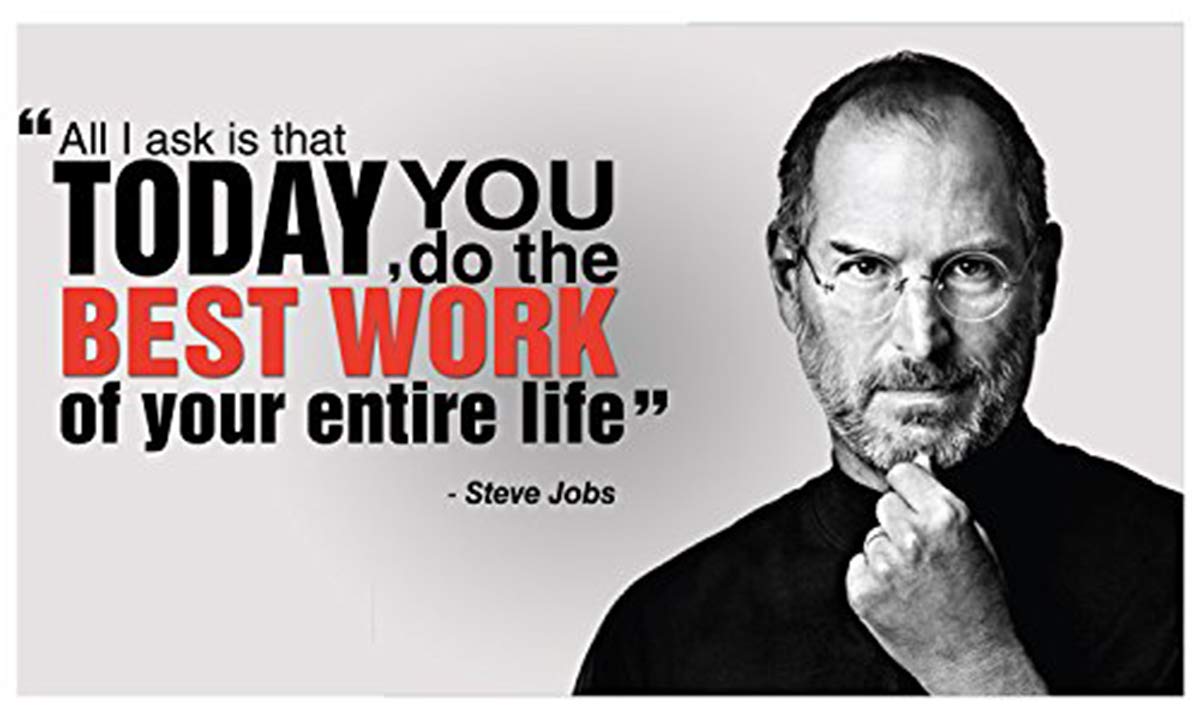 “All I ask is that
TODAY YOU
,do the
BEST WORK
of your entire life”
- Steve Jobs